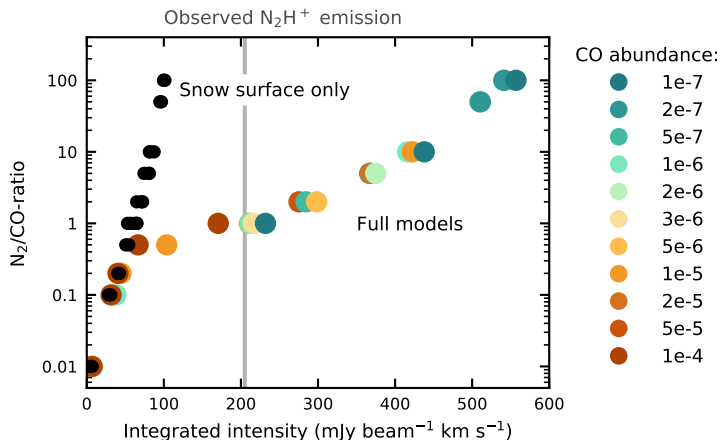 Observed N₂H⁺ emission
CO abundance:
100
10
1
0.1
0.01
N₂/CO-ratio
Snow surface only
Full models
1e-7
2e-7
5e-7
1e-6
2e-6
3e-6
5e-6
1e-5
2e-5
5e-5
1e-4
0 100 200 300 400 500 600
Integrated intensity (mJy beam⁻¹ km s⁻¹)